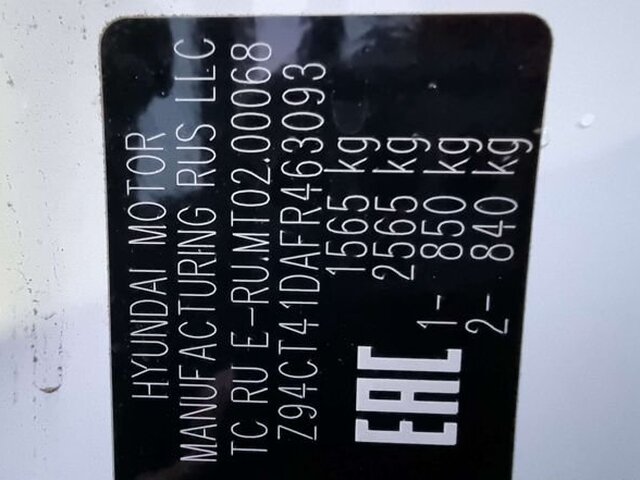 HYUNDAI MOTOR
MANUFACTURING RUS LLC
TC RU E-RU.MT02.00068
Z94CT41DAFR463093
1565 kg
2565 kg
1- 850 kg
2- 840 kg
EAC